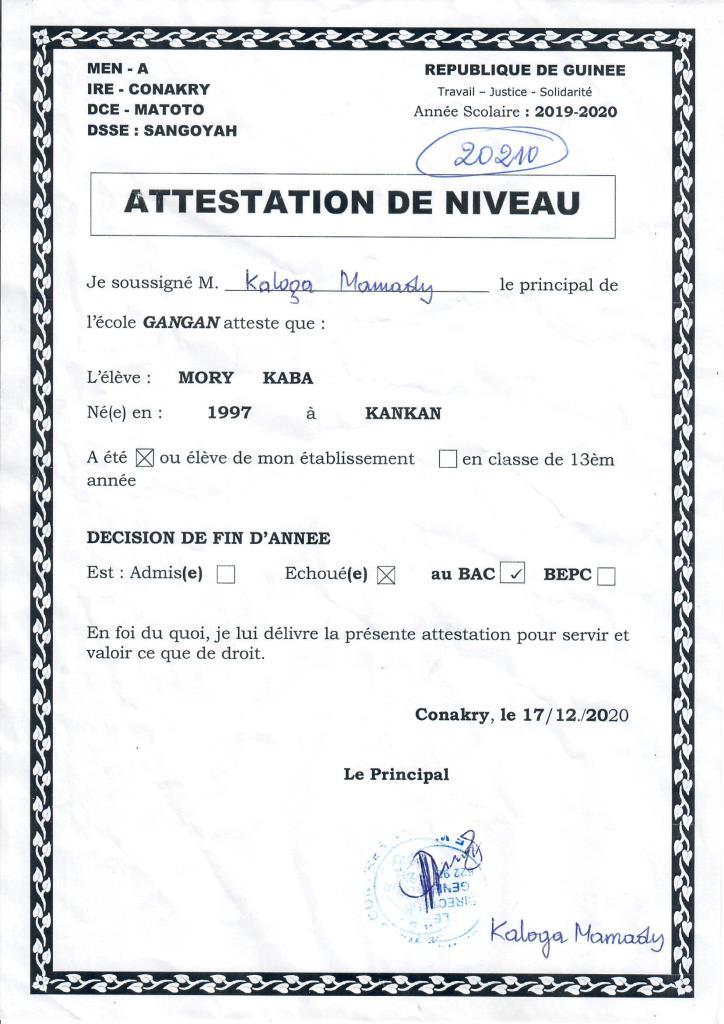 MEN - A
IRE - CONAKRY
DCE - MATOTO
DSSE : SANGOYAH
REPUBLIQUE DE GUINEE
Travail – Justice - Solidarité
Année Scolaire : 2019-2020
20210
ATTESTATION DE NIVEAU
Je soussigné M. Kaloga Mamady le principal de
l'école GANGAN atteste que :
L'élève : MORY KABA
Né(e) en : 1997 à KANKAN
A été ☒ ou élève de mon établissement ☐ en classe de 13èm
année
DECISION DE FIN D'ANNEE
Est : Admis(e) ☐ Echoué(e) ☒ au BAC ☑ BEPC ☐
En foi du quoi, je lui délivre la présente attestation pour servir et
valoir ce que de droit.
Conakry, le 17/12./2020
Le Principal
Kaloga Mamady